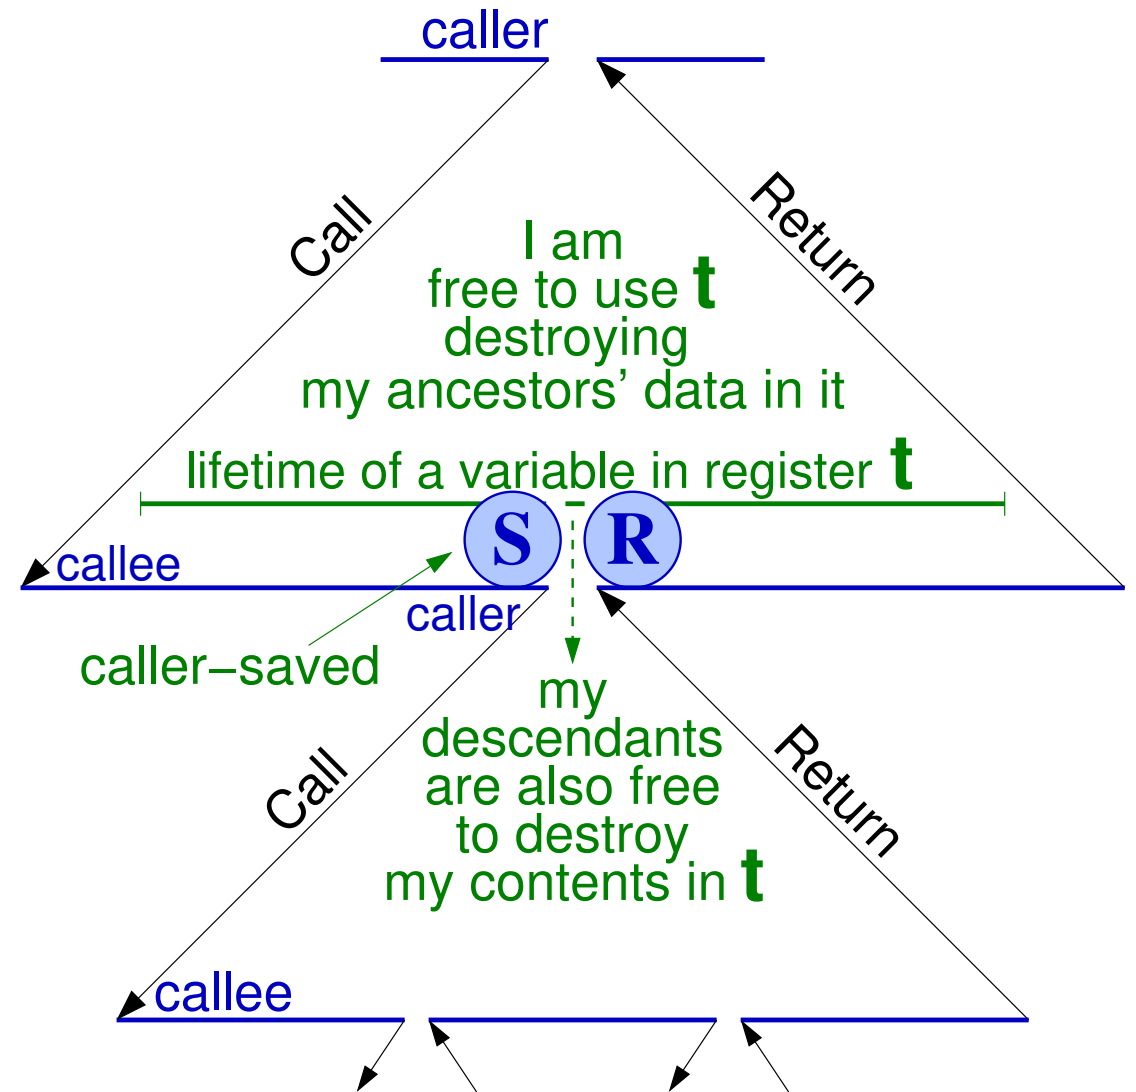 caller
Call
Return
I am
free to use t
destroying
my ancestors’ data in it
lifetime of a variable in register t
S
R
callee
caller
caller–saved
my
descendants
are also free
to destroy
my contents in t
Call
Return
callee